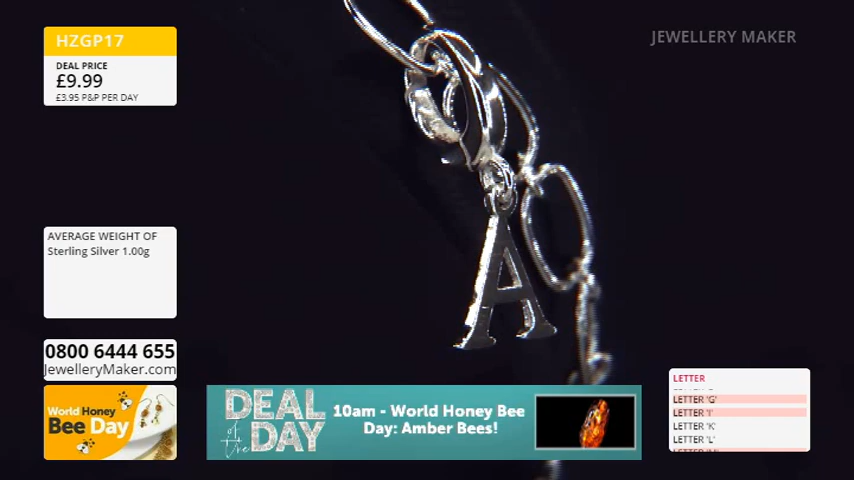 HZGP17
DEAL PRICE
£9.99
£3.95 P&P PER DAY
JEWELLERY MAKER
A
AVERAGE WEIGHT OF
Sterling Silver 1.00g
0800 6444 655
JewelleryMaker.com
World Honey
Bee Day
DEAL
of the
DAY
10am - World Honey Bee
Day: Amber Bees!
LETTER
LETTER 'G'
LETTER 'I'
LETTER 'K'
LETTER 'L'